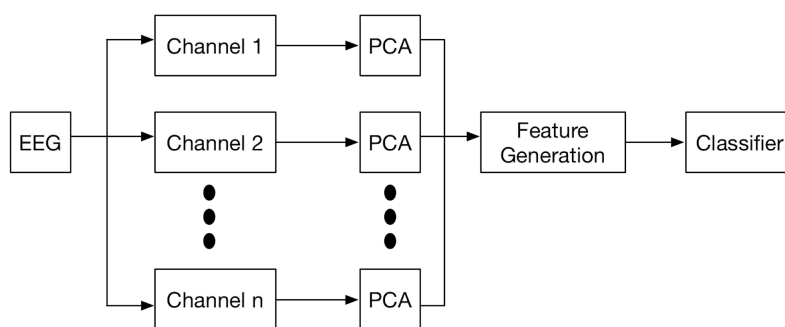 Channel 1
PCA
EEG
Channel 2
PCA
Feature
Generation
Classifier
Channel n
PCA